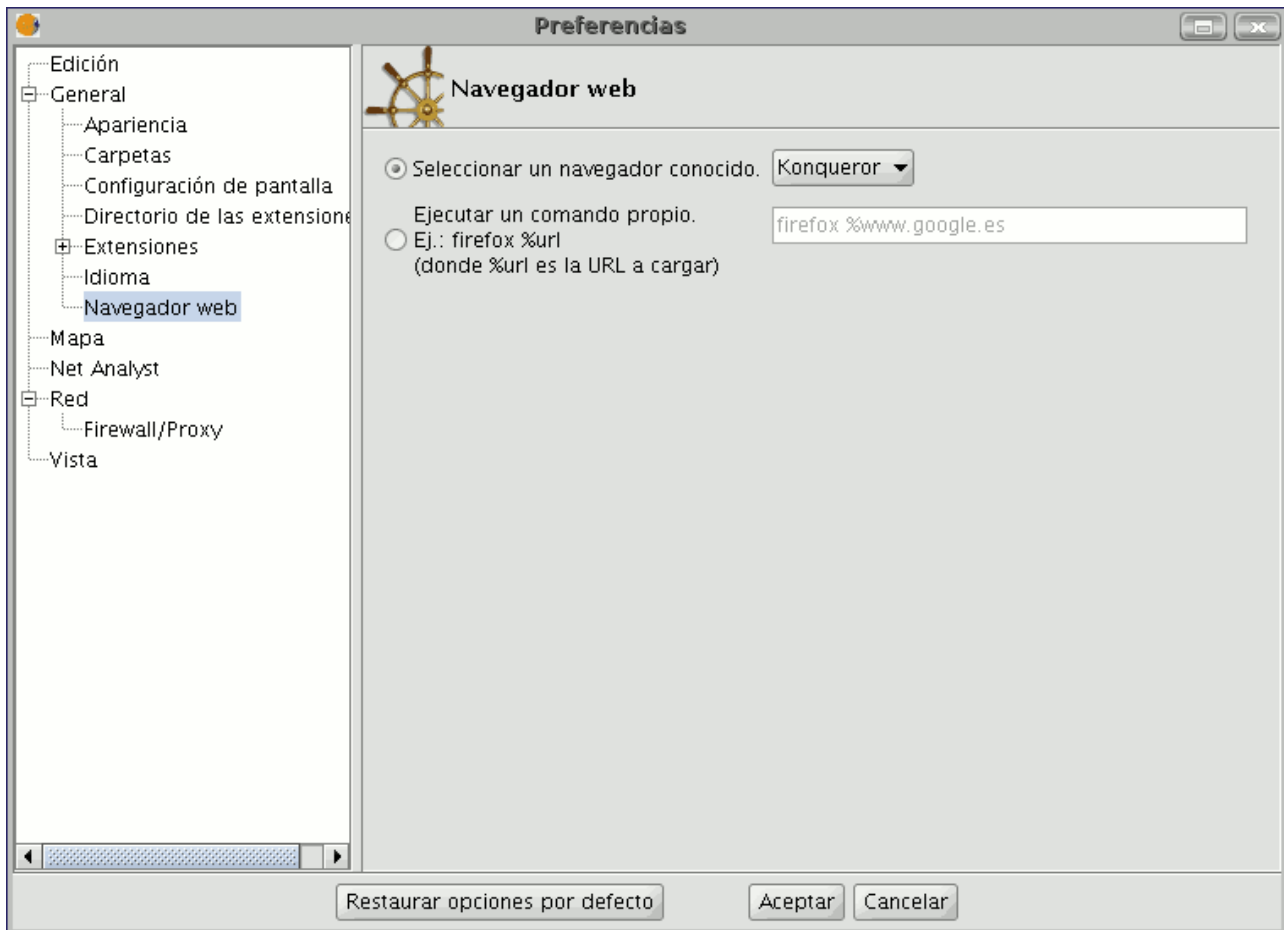 Preferencias
Edición
General
Apariencia
Carpetas
Configuración de pantalla
Directorio de las extensione
Extensiones
Idioma
Navegador web
Mapa
Net Analyst
Red
Firewall/Proxy
Vista
Navegador web
Seleccionar un navegador conocido. Konqueror
Ejecutar un comando propio.
Ej.: firefox %url
(donde %url es la URL a cargar)
firefox %www.google.es
Restaurar opciones por defecto Aceptar Cancelar